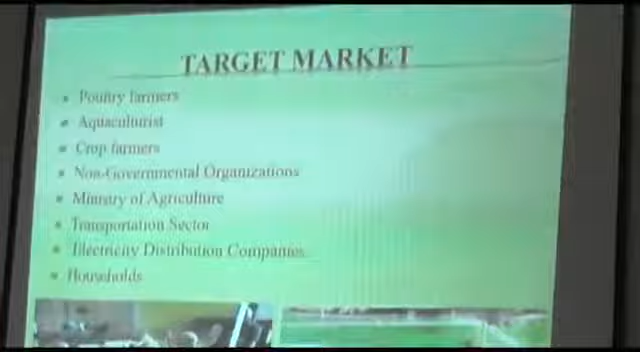 TARGET MARKET
Poultry farmers
Aquaculturist
Crop farmers
Non-Governmental Organizations
Ministry of Agriculture
Transportation Sector
Electricity Distribution Companies
Households